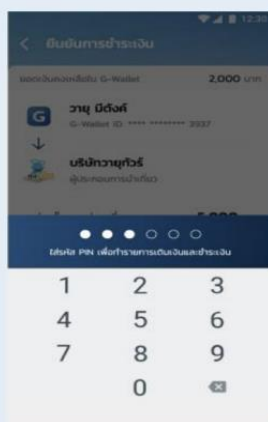 12:30
< ยืนยันการชำระเงิน
ยอดเงินคงเหลือใน G-Wallet 2,000 บาท
G วายุ มีตังค์
G-Wallet ID: **** ******** 3937
บริษัทวายุทัวร์
ผู้ประกอบการนำเที่ยว
ใส่รหัส PIN เพื่อทำรายการเติมเงินและชำระเงิน
1 2 3
4 5 6
7 8 9
0